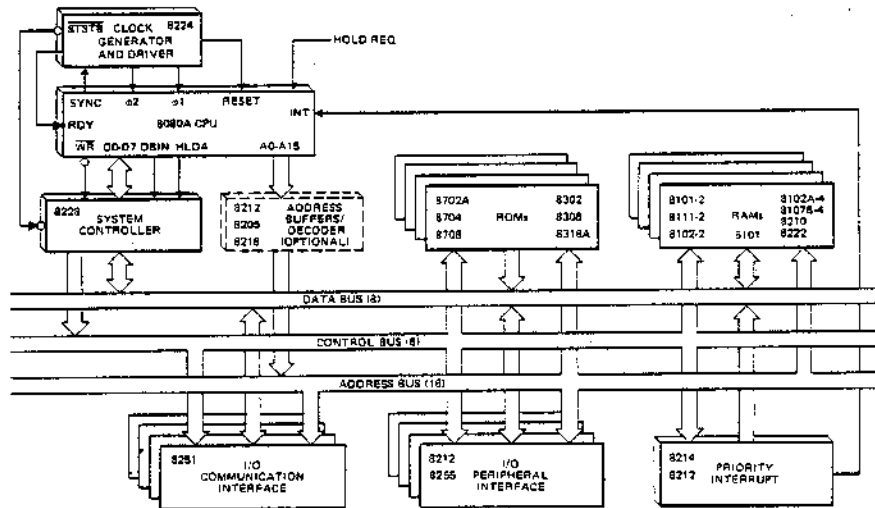 STSTB CLOCK 8224
GENERATOR
AND DRIVER
HOLD REQ
SYNC φ2 φ1 RESET
INT
RDY 8080A CPU
WR D0-D7 DBIN HLDA A0-A15
8228
SYSTEM
CONTROLLER
8212 ADDRESS
8205 BUFFERS/
DECODER
8216 (OPTIONAL)
8702A 8302
8704 ROMs 8308
8708 8316A
8101-2 8102A-4
8111-2 RAMs 8107B-4
8210
8102-2 5101 8222
DATA BUS (8)
CONTROL BUS (6)
ADDRESS BUS (16)
8251 I/O
COMMUNICATION
INTERFACE
8212 I/O
8255 PERIPHERAL
INTERFACE
8214 PRIORITY
8212 INTERRUPT